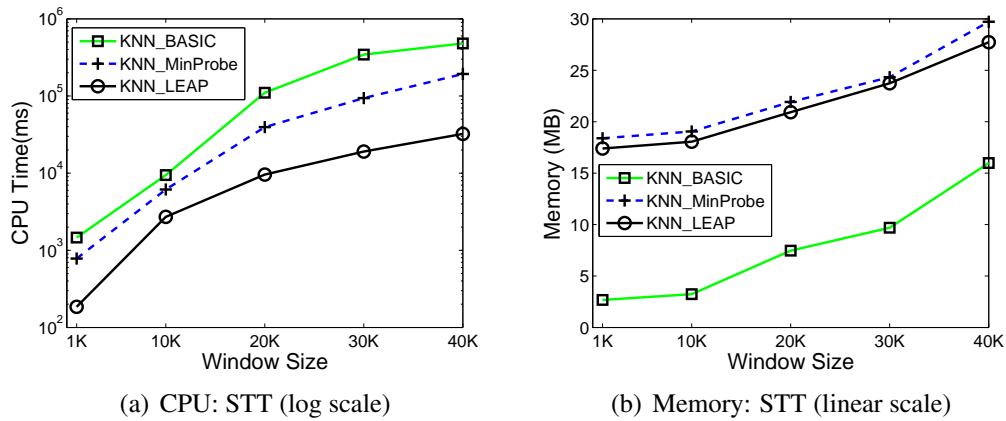 10^6
10^5
10^4
10^3
10^2
CPU Time(ms)
KNN_BASIC
KNN_MinProbe
KNN_LEAP
1K 10K 20K 30K 40K
Window Size
(a) CPU: STT (log scale)
30
25
20
15
10
5
0
Memory (MB)
KNN_BASIC
KNN_MinProbe
KNN_LEAP
1K 10K 20K 30K 40K
Window Size
(b) Memory: STT (linear scale)